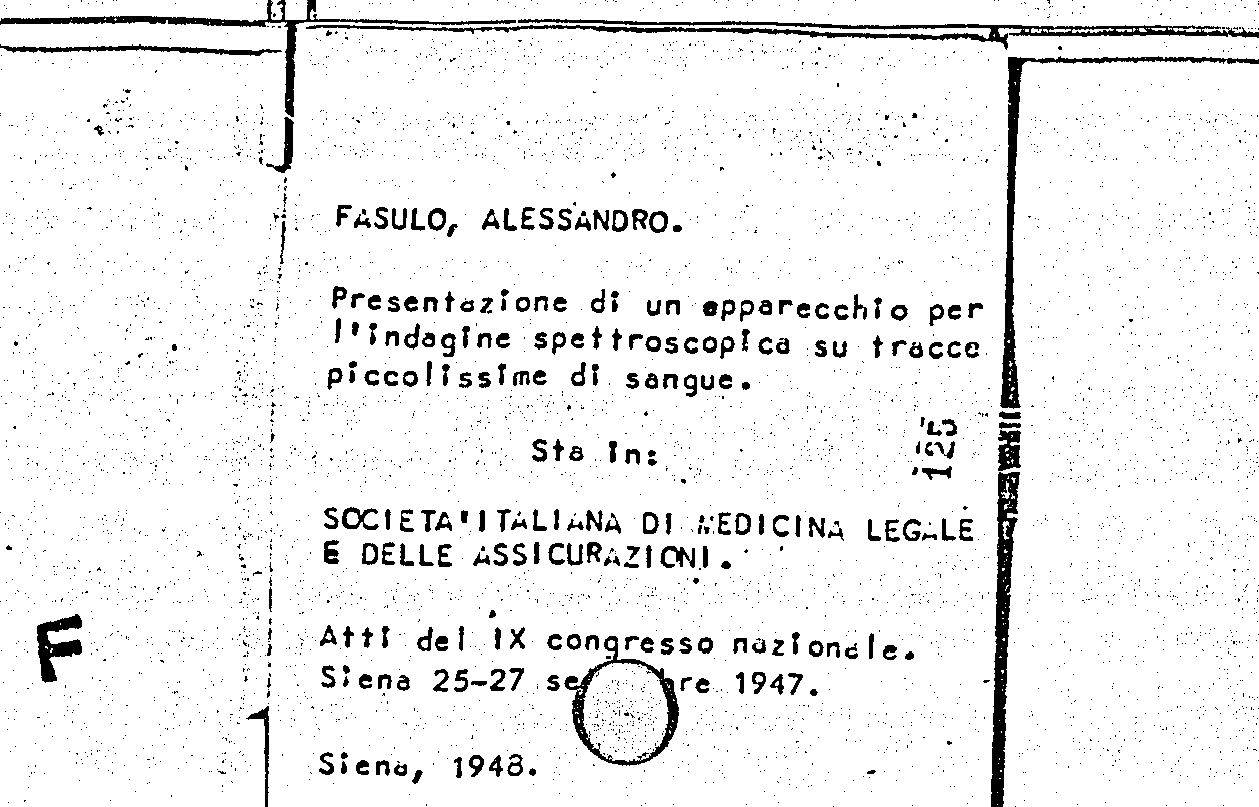 FASULO, ALESSANDRO.
Presentazione di un apparecchio per
l'indagine spettroscopica su tracce
piccolissime di sangue.
Sta in:
125
SOCIETA' ITALIANA DI MEDICINA LEGALE
E DELLE ASSICURAZIONI.
Atti del IX congresso nazionale.
Siena 25-27 1947.
F
Siena, 1948.